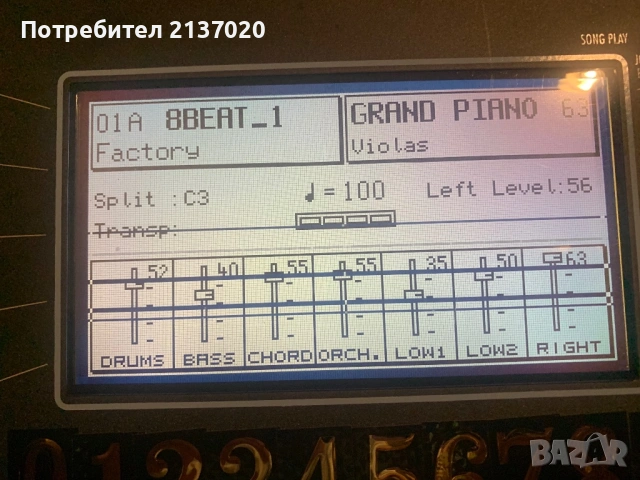 Потребител 2137020
SONG PLAY
01A 8BEAT_1
Factory
GRAND PIANO 63
Violas
Split :C3
♩=100
Left Level:56
Transp:
52 40 55 55 35 50 63
DRUMS BASS CHORD ORCH. LOW1 LOW2 RIGHT
BAZAR